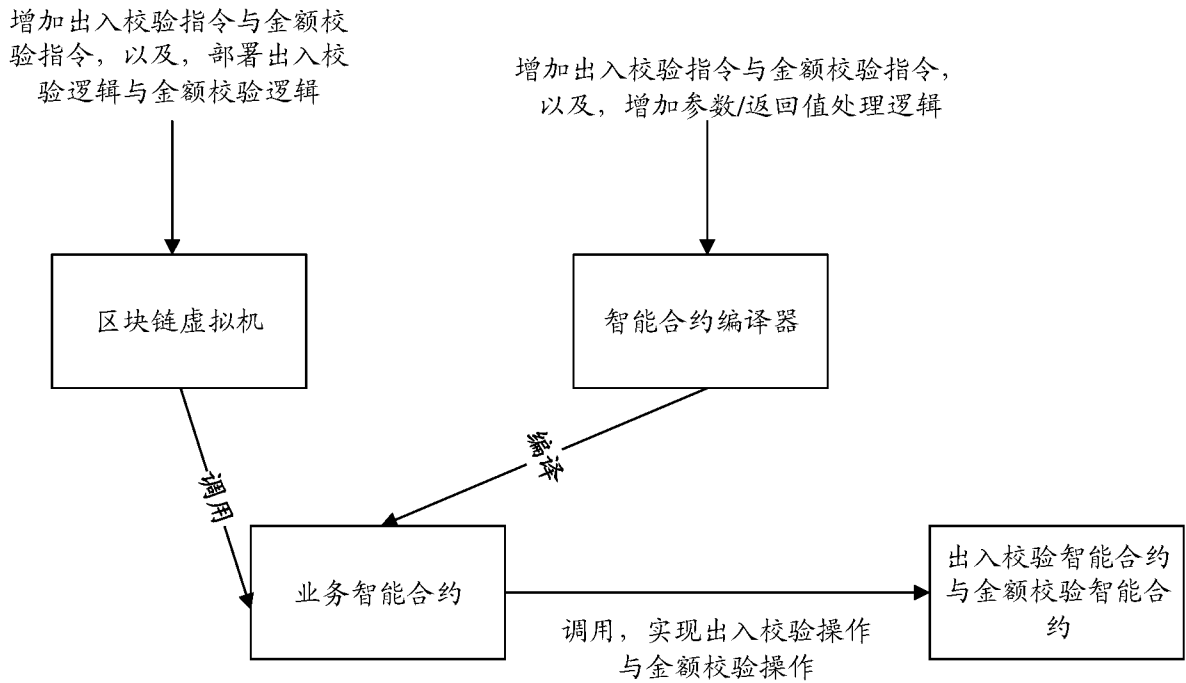 增加出入校验指令与金额校
验指令，以及，部署出入校
验逻辑与金额校验逻辑
增加出入校验指令与金额校验指令，
以及，增加参数/返回值处理逻辑
区块链虚拟机
智能合约编译器
调用
编译
业务智能合约
调用，实现出入校验操作
与金额校验操作
出入校验智能合约
与金额校验智能合
约